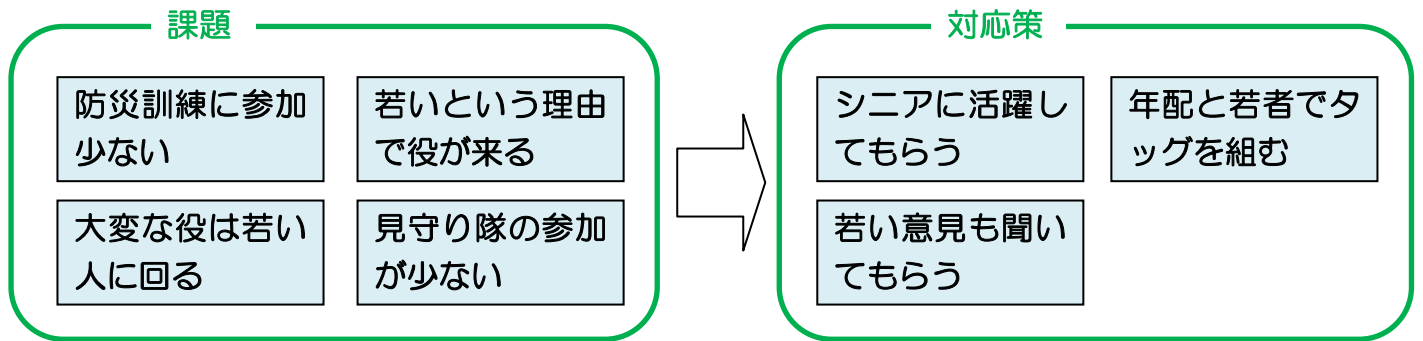 課題
防災訓練に参加
少ない
若いという理由
で役が来る
大変な役は若い
人に回る
見守り隊の参加
が少ない
対応策
シニアに活躍し
てもらう
年配と若者でタ
ッグを組む
若い意見も聞い
てもらう